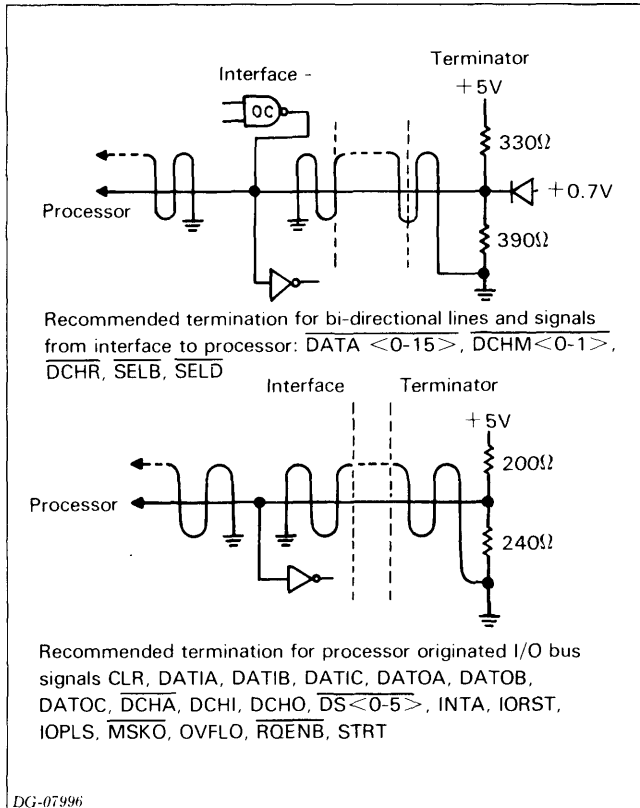 Terminator
Interface -
+5V
OC
330Ω
+0.7V
Processor
390Ω
Recommended termination for bi-directional lines and signals
from interface to processor: DATA <0-15>, DCHM<0-1>,
DCHR, SELB, SELD
Interface Terminator
+5V
200Ω
Processor
240Ω
Recommended termination for processor originated I/O bus
signals CLR, DATIA, DATIB, DATIC, DATOA, DATOB,
DATOC, DCHA, DCHI, DCHO, DS<0-5>, INTA, IORST,
IOPLS, MSKO, OVFLO, RQENB, STRT
DG-07996